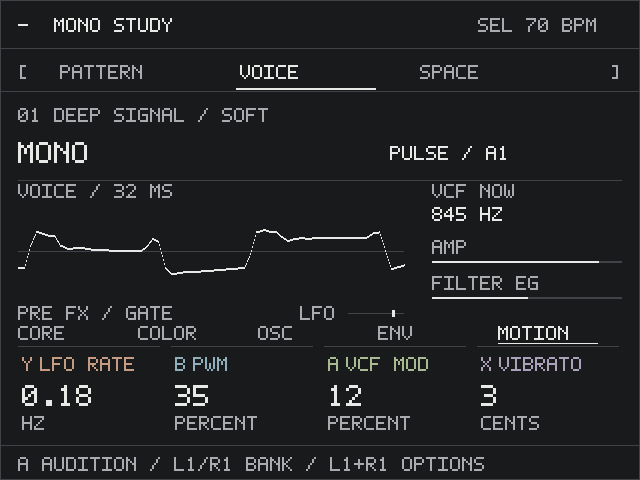 – MONO STUDY SEL 70 BPM
[ PATTERN VOICE SPACE ]
01 DEEP SIGNAL / SOFT
MONO PULSE / A1
VOICE / 32 MS VCF NOW
845 HZ
AMP
FILTER EG
PRE FX / GATE LFO
CORE COLOR OSC ENV MOTION
Y LFO RATE B PWM A VCF MOD X VIBRATO
0.18 35 12 3
HZ PERCENT PERCENT CENTS
A AUDITION / L1/R1 BANK / L1+R1 OPTIONS